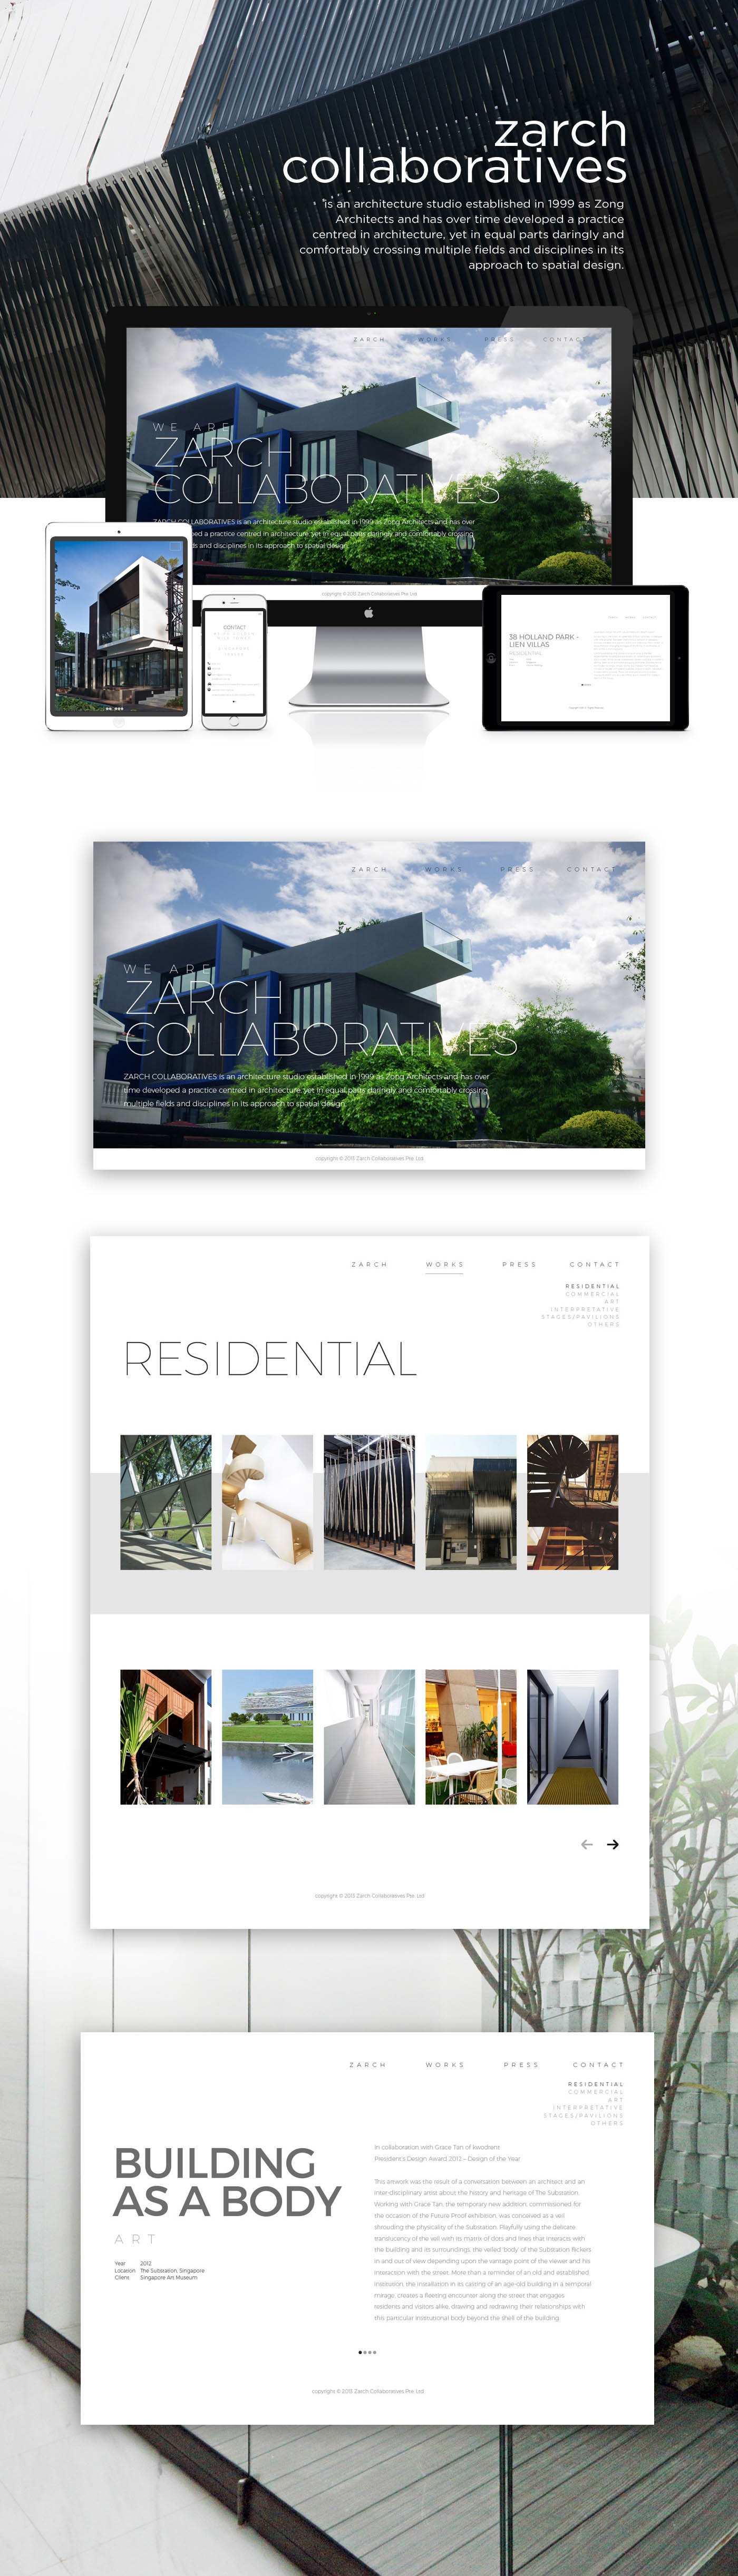 zarch
collaboratives
is an architecture studio established in 1999 as Zong
Architects and has over time developed a practice
centred in architecture, yet in equal parts daringly and
comfortably crossing multiple fields and disciplines in its
approach to spatial design.
ZARCH WORKS PRESS CONTACT
WE ARE
ZARCH
COLLABORATIVES
ZARCH COLLABORATIVES is an architecture studio established in 1999 as Zong Architects and has over
ed a practice centred in architecture, yet in equal parts daringly and comfortably crossing
ds and disciplines in its approach to spatial design.
copyright © 2015 Zarch Collaboratives Pte. Ltd
CONTACT
38 HOLLAND PARK -
LIEN VILLAS
RESIDENTIAL
ZARCH WORKS PRESS CONTACT
WE ARE
ZARCH
COLLABORATIVES
ZARCH COLLABORATIVES is an architecture studio established in 1999 as Zong Architects and has over
time developed a practice centred in architecture, yet in equal parts daringly and comfortably crossing
multiple fields and disciplines in its approach to spatial design.
copyright © 2015 Zarch Collaboratives Pte. Ltd
ZARCH WORKS PRESS CONTACT
RESIDENTIAL
COMMERCIAL
ART
INTERPRETATIVE
STAGES/PAVILIONS
OTHERS
RESIDENTIAL
copyright © 2015 Zarch Collaboratives Pte. Ltd
ZARCH WORKS PRESS CONTACT
RESIDENTIAL
COMMERCIAL
ART
INTERPRETATIVE
STAGES/PAVILIONS
OTHERS
BUILDING
AS A BODY
ART
Year 2012
Location The Substation, Singapore
Client Singapore Art Museum
In collaboration with Grace Tan of kwodrent
President's Design Award 2012 – Design of the Year
This artwork was the result of a conversation between an architect and an
inter-disciplinary artist about the history and heritage of The Substation.
Working with Grace Tan, the temporary new addition, commissioned for
the occasion of the Future Proof exhibition, was conceived as a veil
shrouding the physicality of the Substation. Playfully using the delicate
translucency of the veil with its matrix of dots and lines that interacts with
the building and its surroundings, the veiled 'body' of the Substation flickers
in and out of view depending upon the vantage point of the viewer and his
interaction with the street. More than a reminder of an old and established
institution, the installation in its casting of an age-old building in a temporal
mirage, creates a fleeting encounter along the street that engages
residents and visitors alike, drawing and redrawing their relationships with
this particular institutional body beyond the shell of the building.
copyright © 2015 Zarch Collaboratives Pte. Ltd